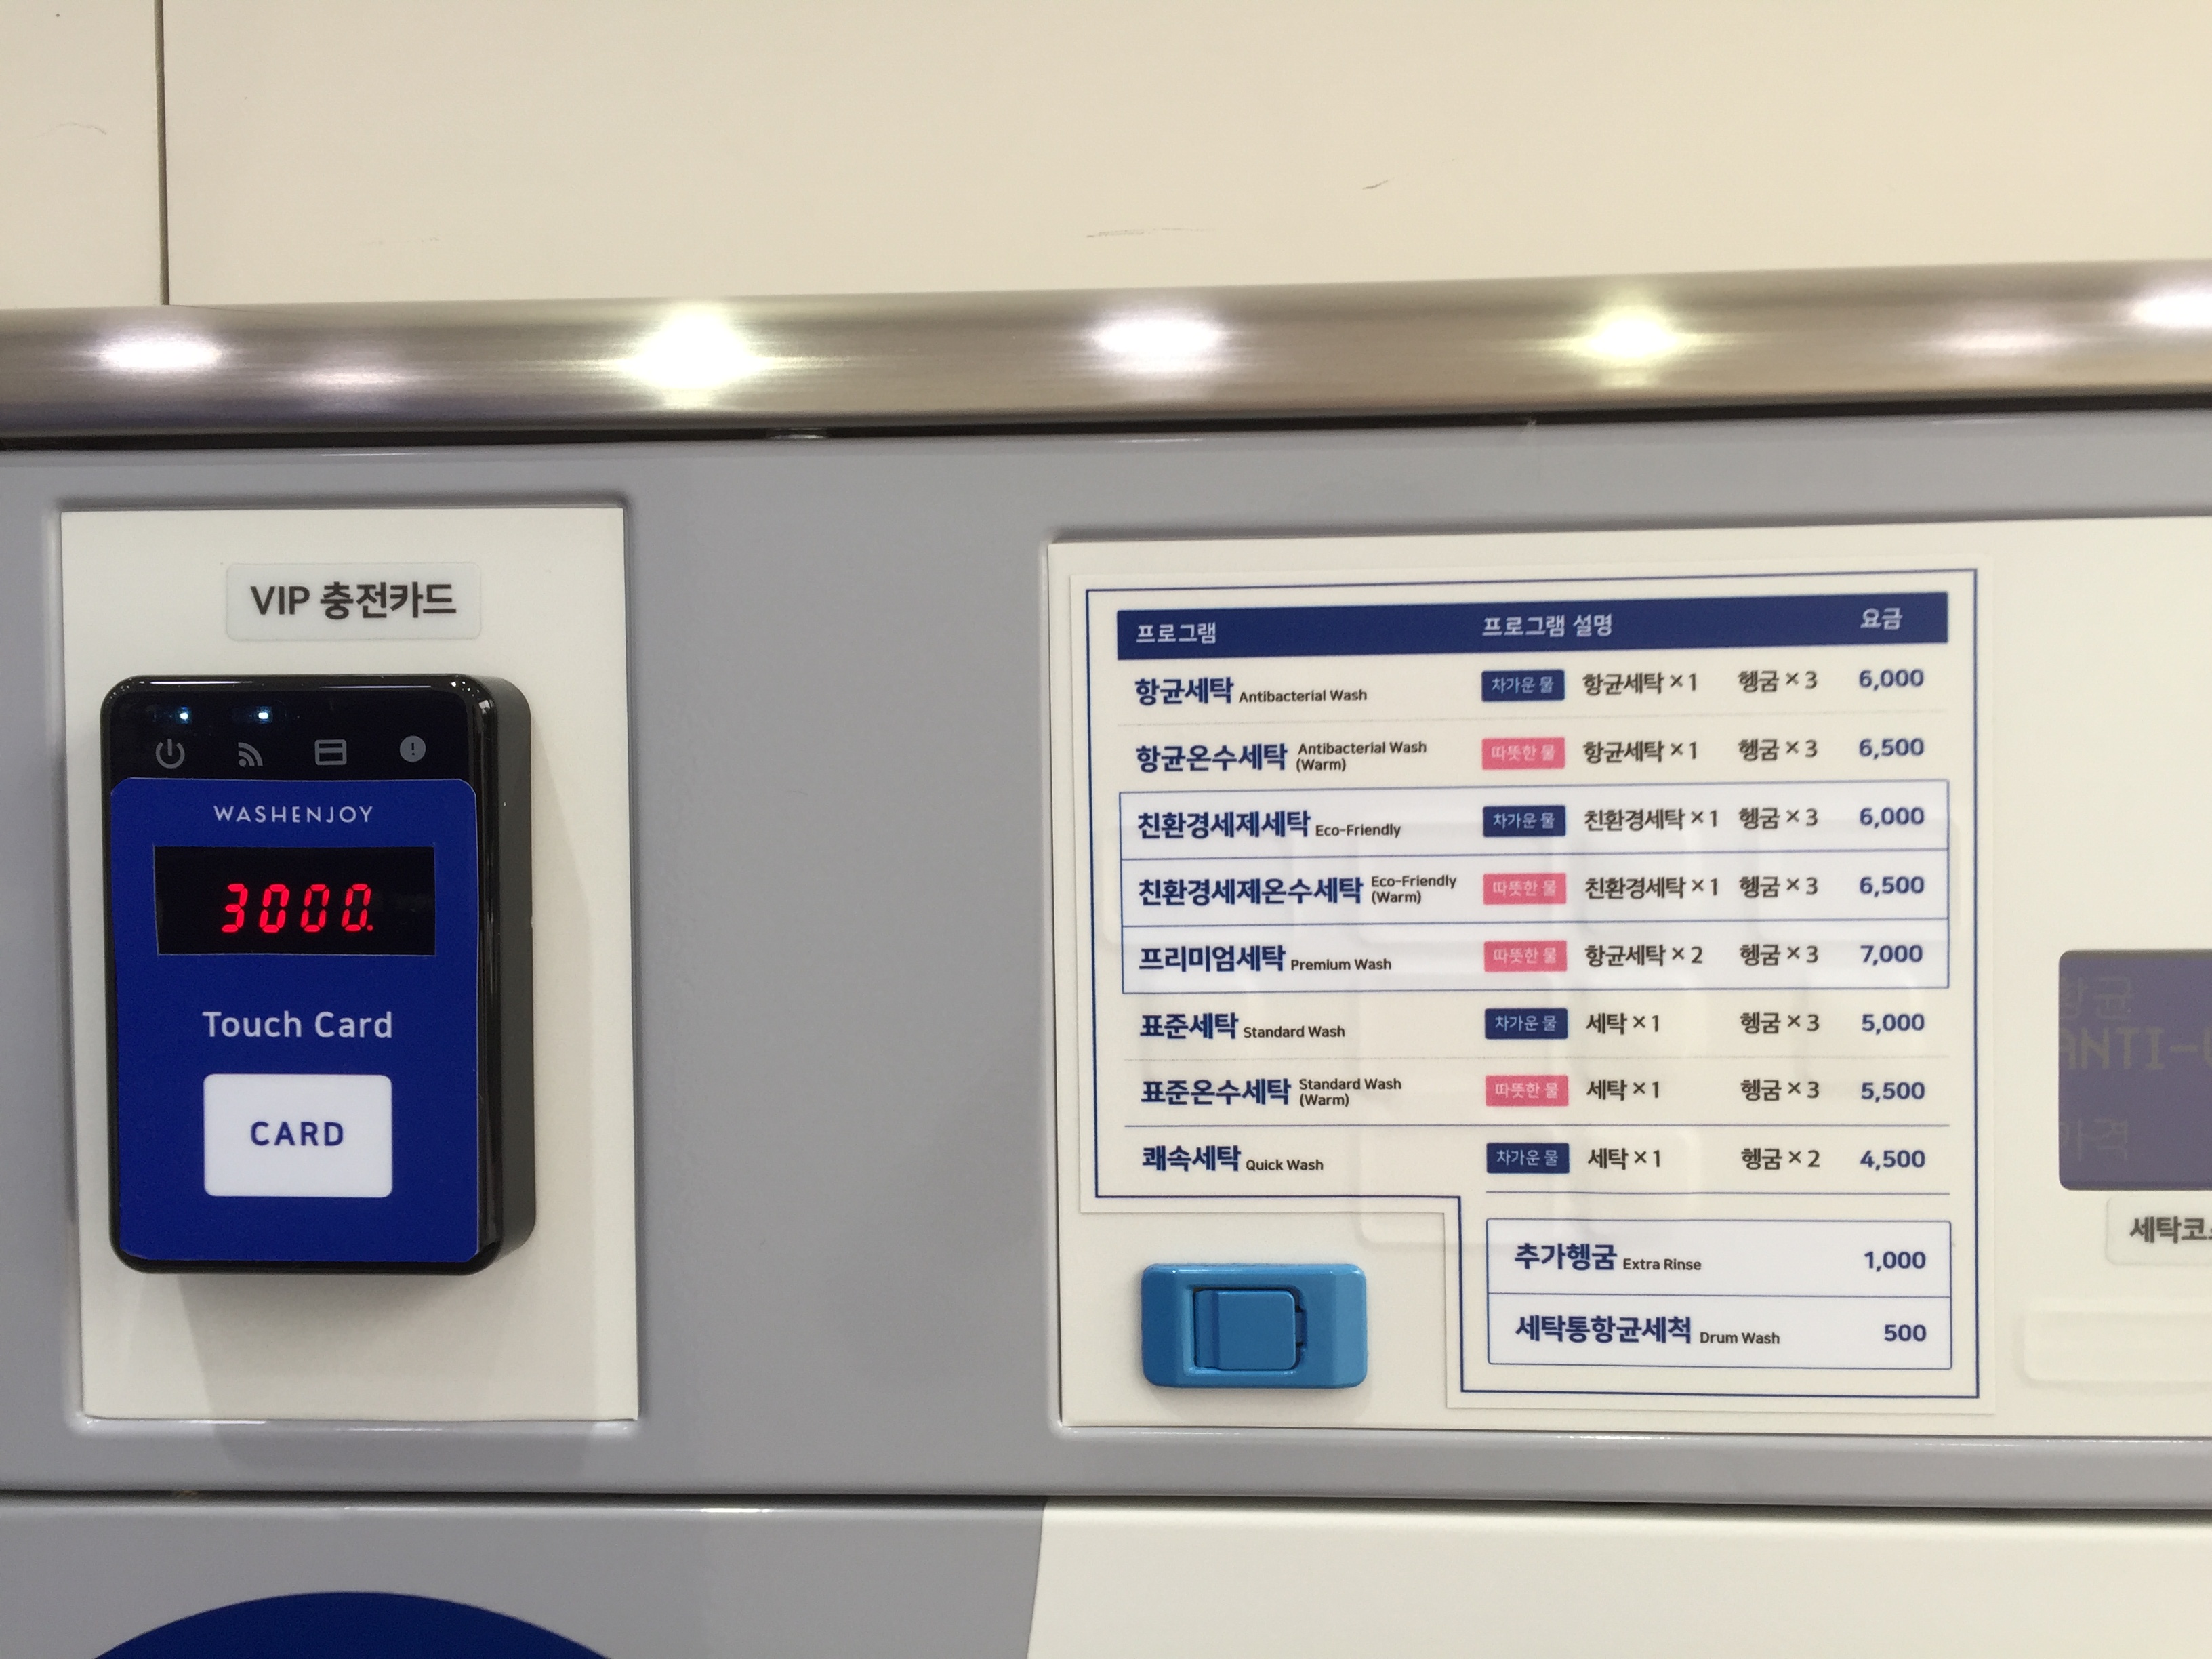 VIP 충전카드
WASHENJOY
3000.
Touch Card
CARD
프로그램 프로그램 설명 요금
항균세탁 Antibacterial Wash 차가운 물 항균세탁 × 1 헹굼 × 3 6,000
항균온수세탁 Antibacterial Wash (Warm) 따뜻한 물 항균세탁 × 1 헹굼 × 3 6,500
친환경세제세탁 Eco-Friendly 차가운 물 친환경세탁 × 1 헹굼 × 3 6,000
친환경세제온수세탁 Eco-Friendly (Warm) 따뜻한 물 친환경세탁 × 1 헹굼 × 3 6,500
프리미엄세탁 Premium Wash 따뜻한 물 항균세탁 × 2 헹굼 × 3 7,000
표준세탁 Standard Wash 차가운 물 세탁 × 1 헹굼 × 3 5,000
표준온수세탁 Standard Wash (Warm) 따뜻한 물 세탁 × 1 헹굼 × 3 5,500
쾌속세탁 Quick Wash 차가운 물 세탁 × 1 헹굼 × 2 4,500
추가헹굼 Extra Rinse 1,000
세탁통항균세척 Drum Wash 500
항균
ANTI-
가격
세탁코